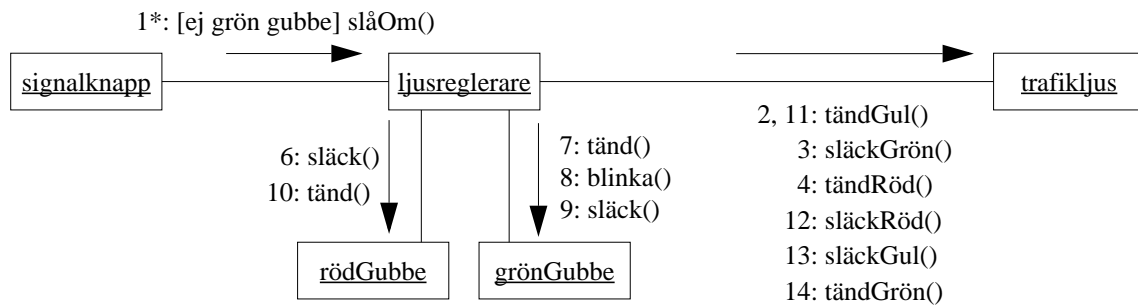 1*: [ej grön gubbe] slåOm()
signalknapp
ljusreglerare
trafikljus
6: släck()
10: tänd()
7: tänd()
8: blinka()
9: släck()
2, 11: tändGul()
3: släckGrön()
4: tändRöd()
12: släckRöd()
13: släckGul()
14: tändGrön()
rödGubbe
grönGubbe